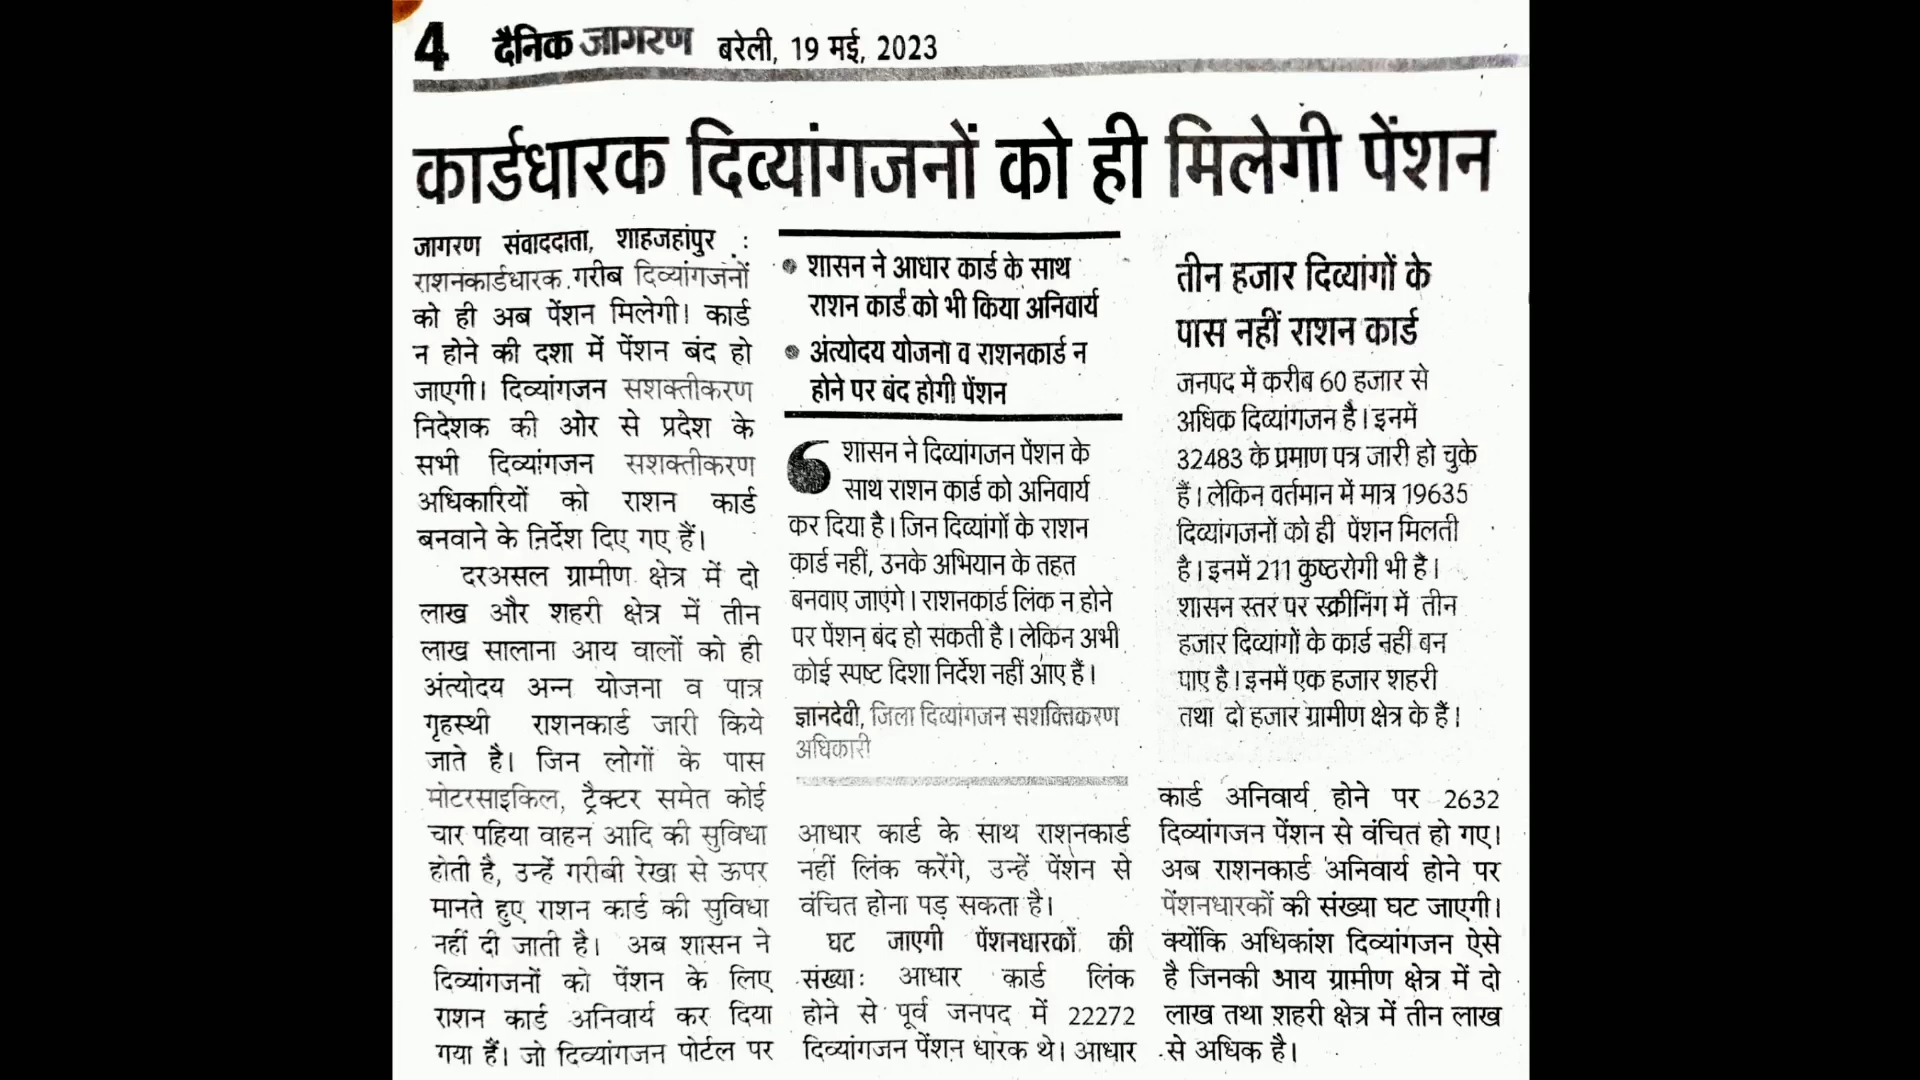 4 दैनिक जागरण बरेली, 19 मई, 2023
कार्डधारक दिव्यांगजनों को ही मिलेगी पेंशन
जागरण संवाददाता, शाहजहांपुर :
राशनकार्डधारक गरीब दिव्यांगजनों
को ही अब पेंशन मिलेगी। कार्ड
न होने की दशा में पेंशन बंद हो
जाएगी। दिव्यांगजन सशक्तीकरण
निदेशक की ओर से प्रदेश के
सभी दिव्यांगजन सशक्तीकरण
अधिकारियों को राशन कार्ड
बनवाने के निर्देश दिए गए हैं।
दरअसल ग्रामीण क्षेत्र में दो
लाख और शहरी क्षेत्र में तीन
लाख सालाना आय वालों को ही
अंत्योदय अन्न योजना व पात्र
गृहस्थी राशनकार्ड जारी किये
जाते है। जिन लोगों के पास
मोटरसाइकिल, ट्रैक्टर समेत कोई
चार पहिया वाहन आदि की सुविधा
होती है, उन्हें गरीबी रेखा से ऊपर
मानते हुए राशन कार्ड की सुविधा
नहीं दी जाती है। अब शासन ने
दिव्यांगजनों को पेंशन के लिए
राशन कार्ड अनिवार्य कर दिया
गया हैं। जो दिव्यांगजन पोर्टल पर
● शासन ने आधार कार्ड के साथ
राशन कार्ड को भी किया अनिवार्य
● अंत्योदय योजना व राशनकार्ड न
होने पर बंद होगी पेंशन
शासन ने दिव्यांगजन पेंशन के
साथ राशन कार्ड को अनिवार्य
कर दिया है। जिन दिव्यांगों के राशन
कार्ड नहीं, उनके अभियान के तहत
बनवाए जाएंगे। राशनकार्ड लिंक न होने
पर पेंशन बंद हो सकती है। लेकिन अभी
कोई स्पष्ट दिशा निर्देश नहीं आए हैं।
ज्ञानदेवी, जिला दिव्यांगजन सशक्तिकरण
अधिकारी
आधार कार्ड के साथ राशनकार्ड
नहीं लिंक करेंगे, उन्हें पेंशन से
वंचित होना पड़ सकता है।
घट जाएगी पेंशनधारकों की
संख्याः आधार कार्ड लिंक
होने से पूर्व जनपद में 22272
दिव्यांगजन पेंशन धारक थे। आधार
तीन हजार दिव्यांगों के
पास नहीं राशन कार्ड
जनपद में करीब 60 हजार से
अधिक दिव्यांगजन है। इनमें
32483 के प्रमाण पत्र जारी हो चुके
हैं। लेकिन वर्तमान में मात्र 19635
दिव्यांगजनों को ही पेंशन मिलती
है। इनमें 211 कुष्ठरोगी भी है।
शासन स्तर पर स्क्रीनिंग में तीन
हजार दिव्यांगों के कार्ड नहीं बन
पाए है। इनमें एक हजार शहरी
तथा दो हजार ग्रामीण क्षेत्र के हैं।
कार्ड अनिवार्य होने पर 2632
दिव्यांगजन पेंशन से वंचित हो गए।
अब राशनकार्ड अनिवार्य होने पर
पेंशनधारकों की संख्या घट जाएगी।
क्योंकि अधिकांश दिव्यांगजन ऐसे
है जिनकी आय ग्रामीण क्षेत्र में दो
लाख तथा शहरी क्षेत्र में तीन लाख
से अधिक है।